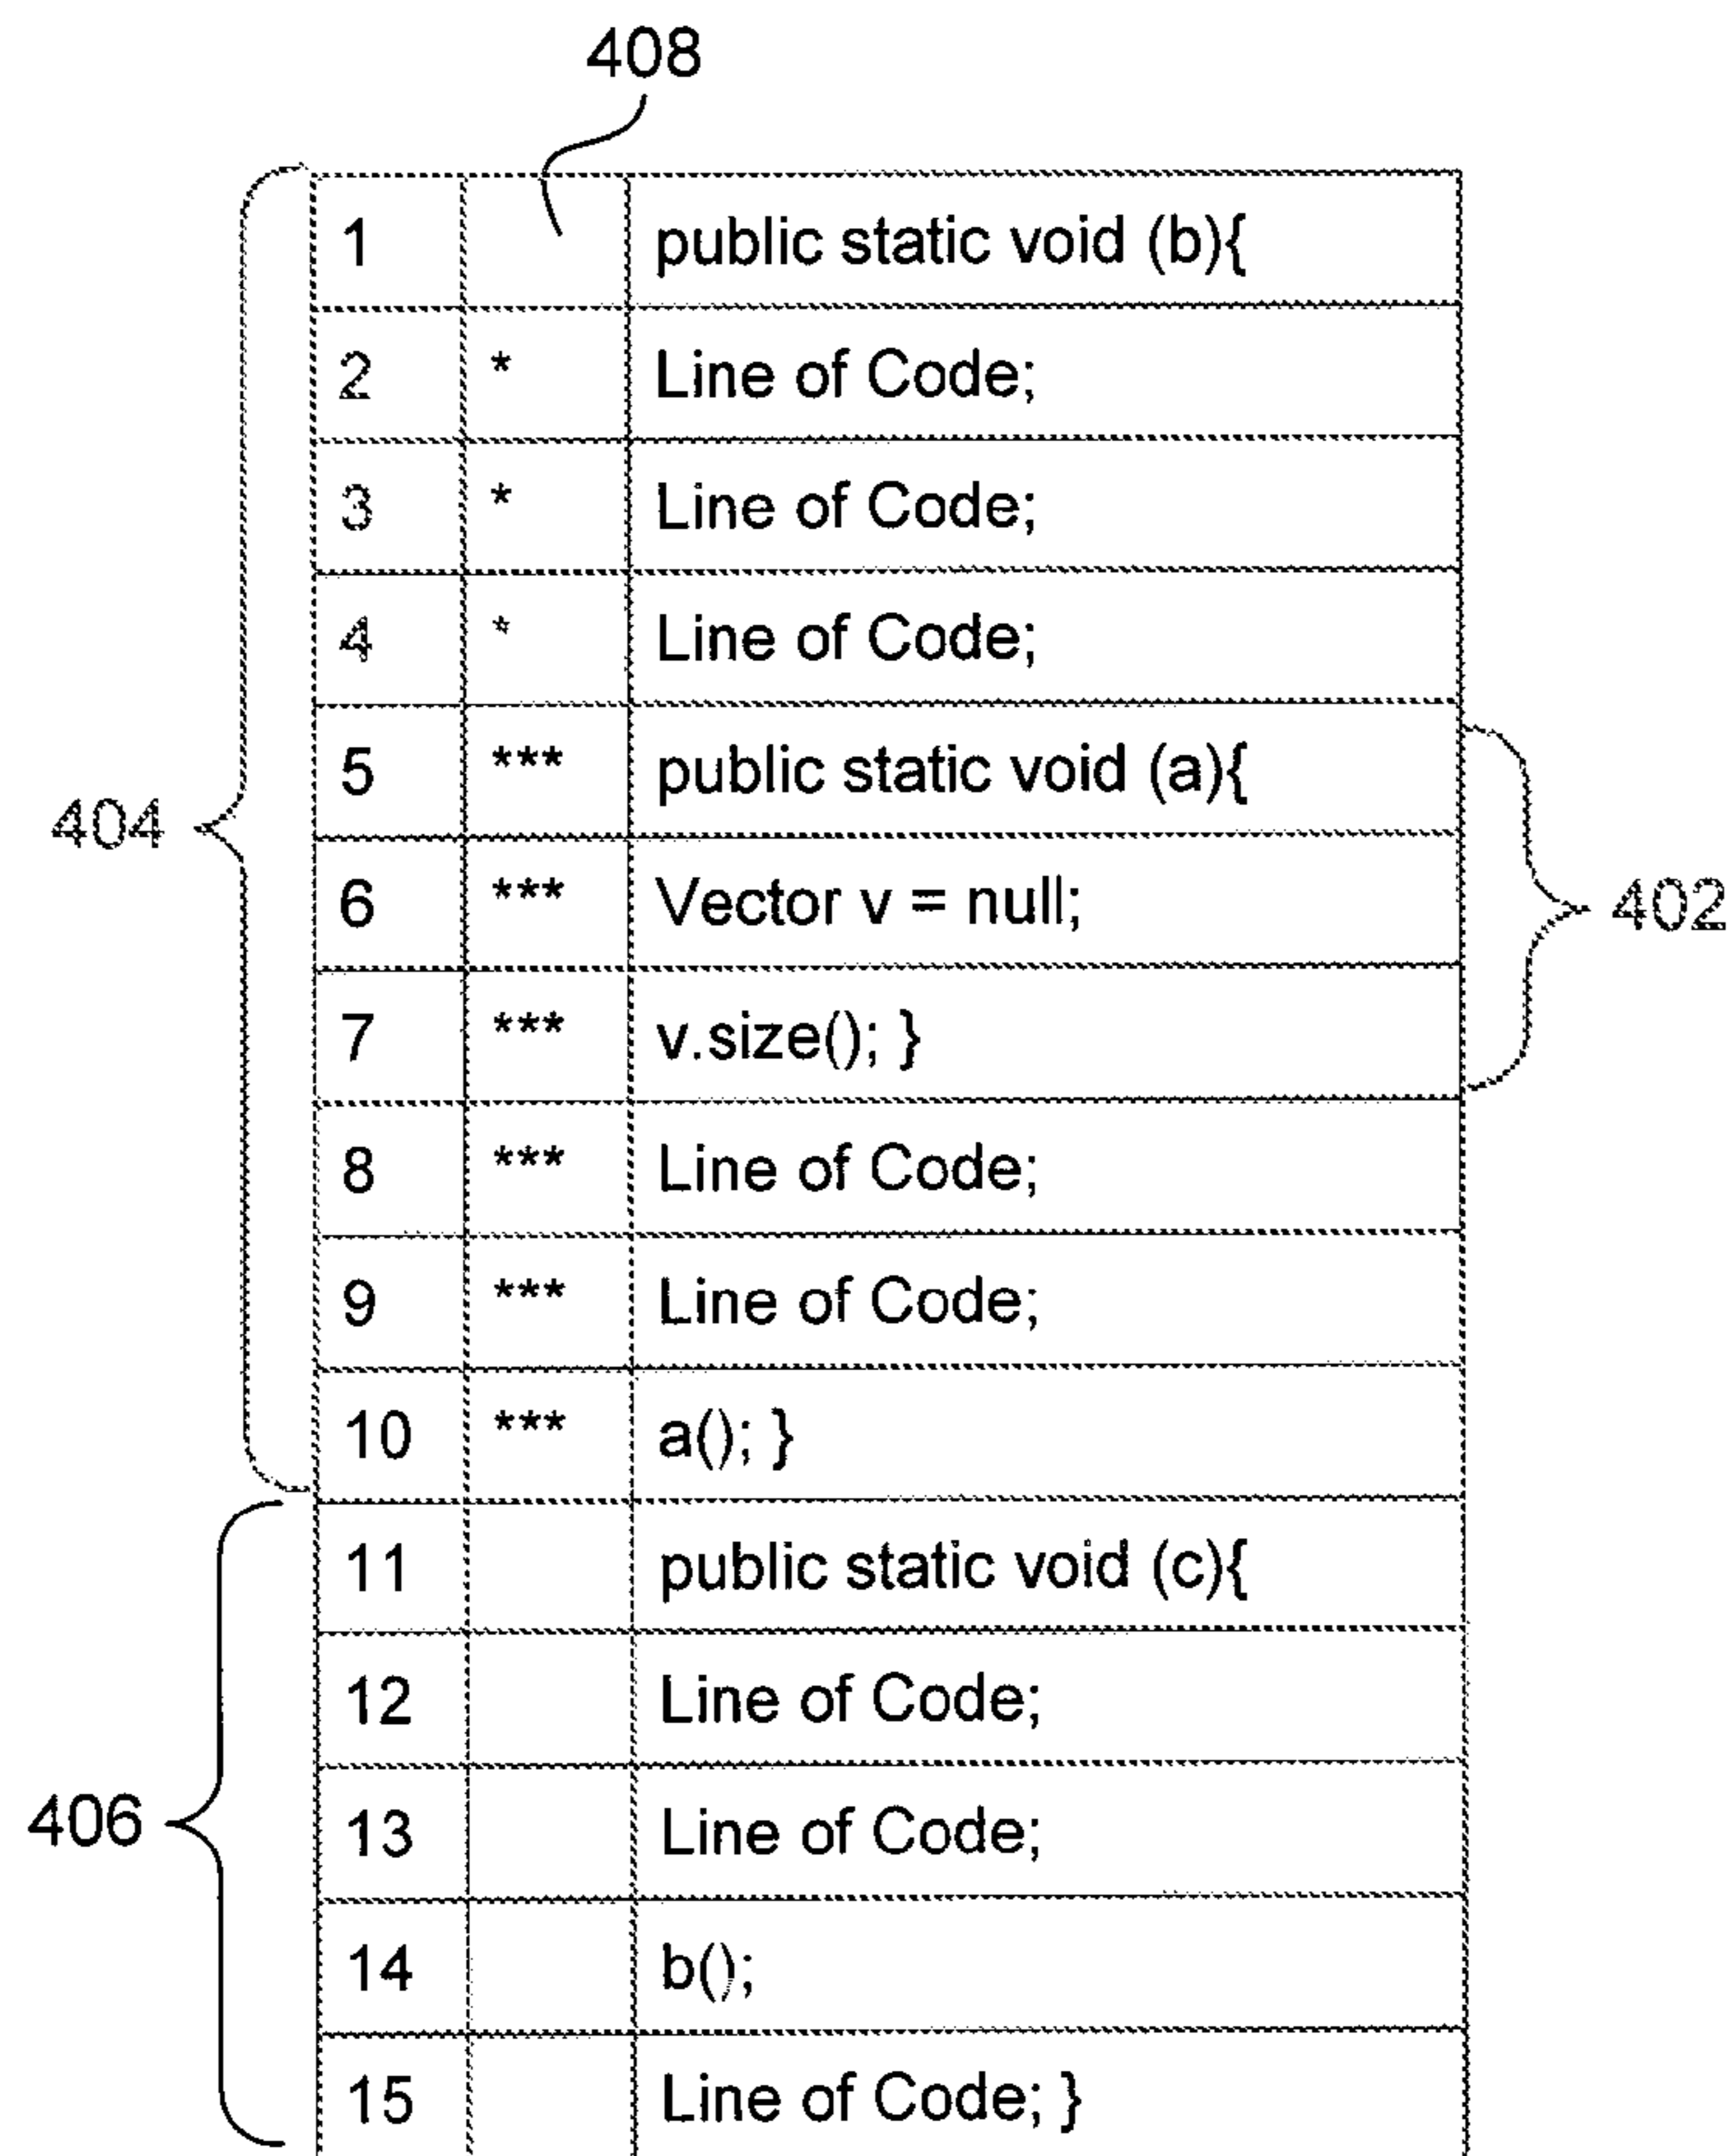 408
1 public static void (b){
2 * Line of Code;
3 * Line of Code;
4 * Line of Code;
5 *** public static void (a){
404
6 *** Vector v = null;
402
7 *** v.size(); }
8 *** Line of Code;
9 *** Line of Code;
10 *** a(); }
11 public static void (c){
12 Line of Code;
406
13 Line of Code;
14 b();
15 Line of Code; }